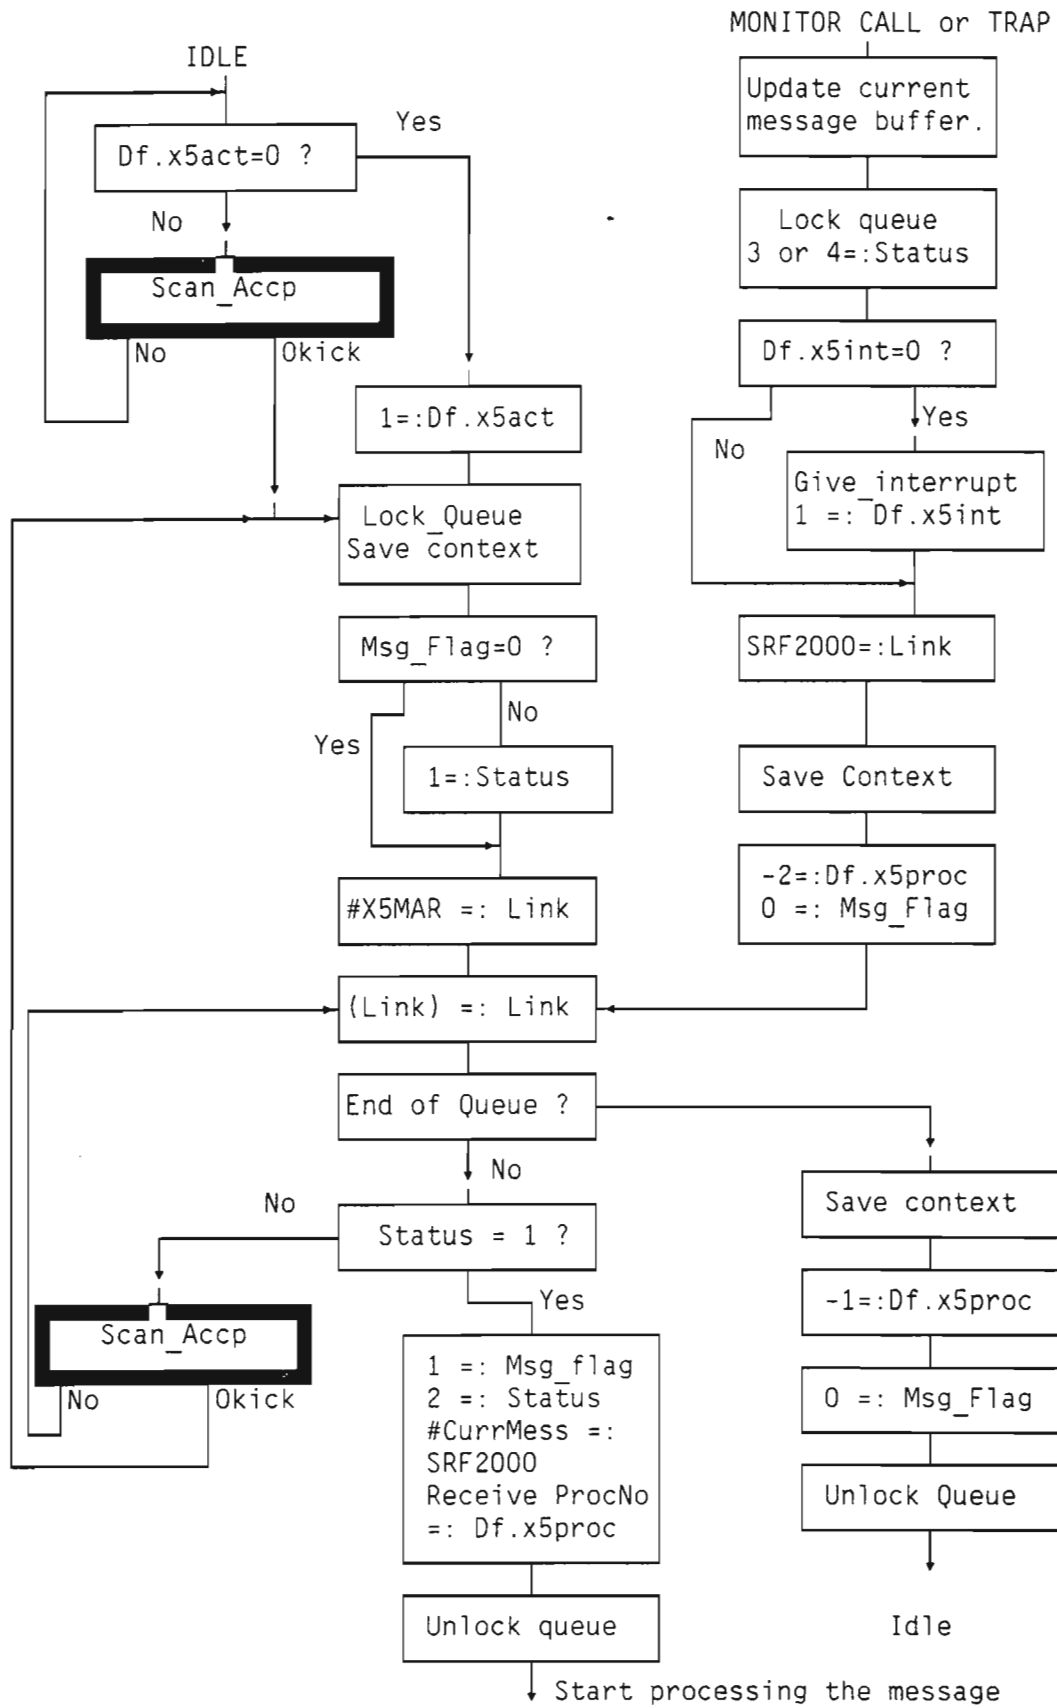 MONITOR CALL or TRAP
IDLE
Update current
message buffer.
Yes
Df.x5act=0 ?
No
Lock queue
3 or 4=:Status
Scan_Accp
No
Okick
Df.x5int=0 ?
1=:Df.x5act
Yes
No
Give_interrupt
1 =: Df.x5int
Lock_Queue
Save context
Msg_Flag=0 ?
SRF2000=:Link
No
Yes
1=:Status
Save Context
-2=:Df.x5proc
0 =: Msg_Flag
#X5MAR =: Link
(Link) =: Link
End of Queue ?
No
No
Status = 1 ?
Save context
Yes
-1=:Df.x5proc
Scan_Accp
No
Okick
1 =: Msg_flag
2 =: Status
#CurrMess =:
SRF2000
Receive ProcNo
=: Df.x5proc
0 =: Msg_Flag
Unlock Queue
Unlock queue
Idle
Start processing the message